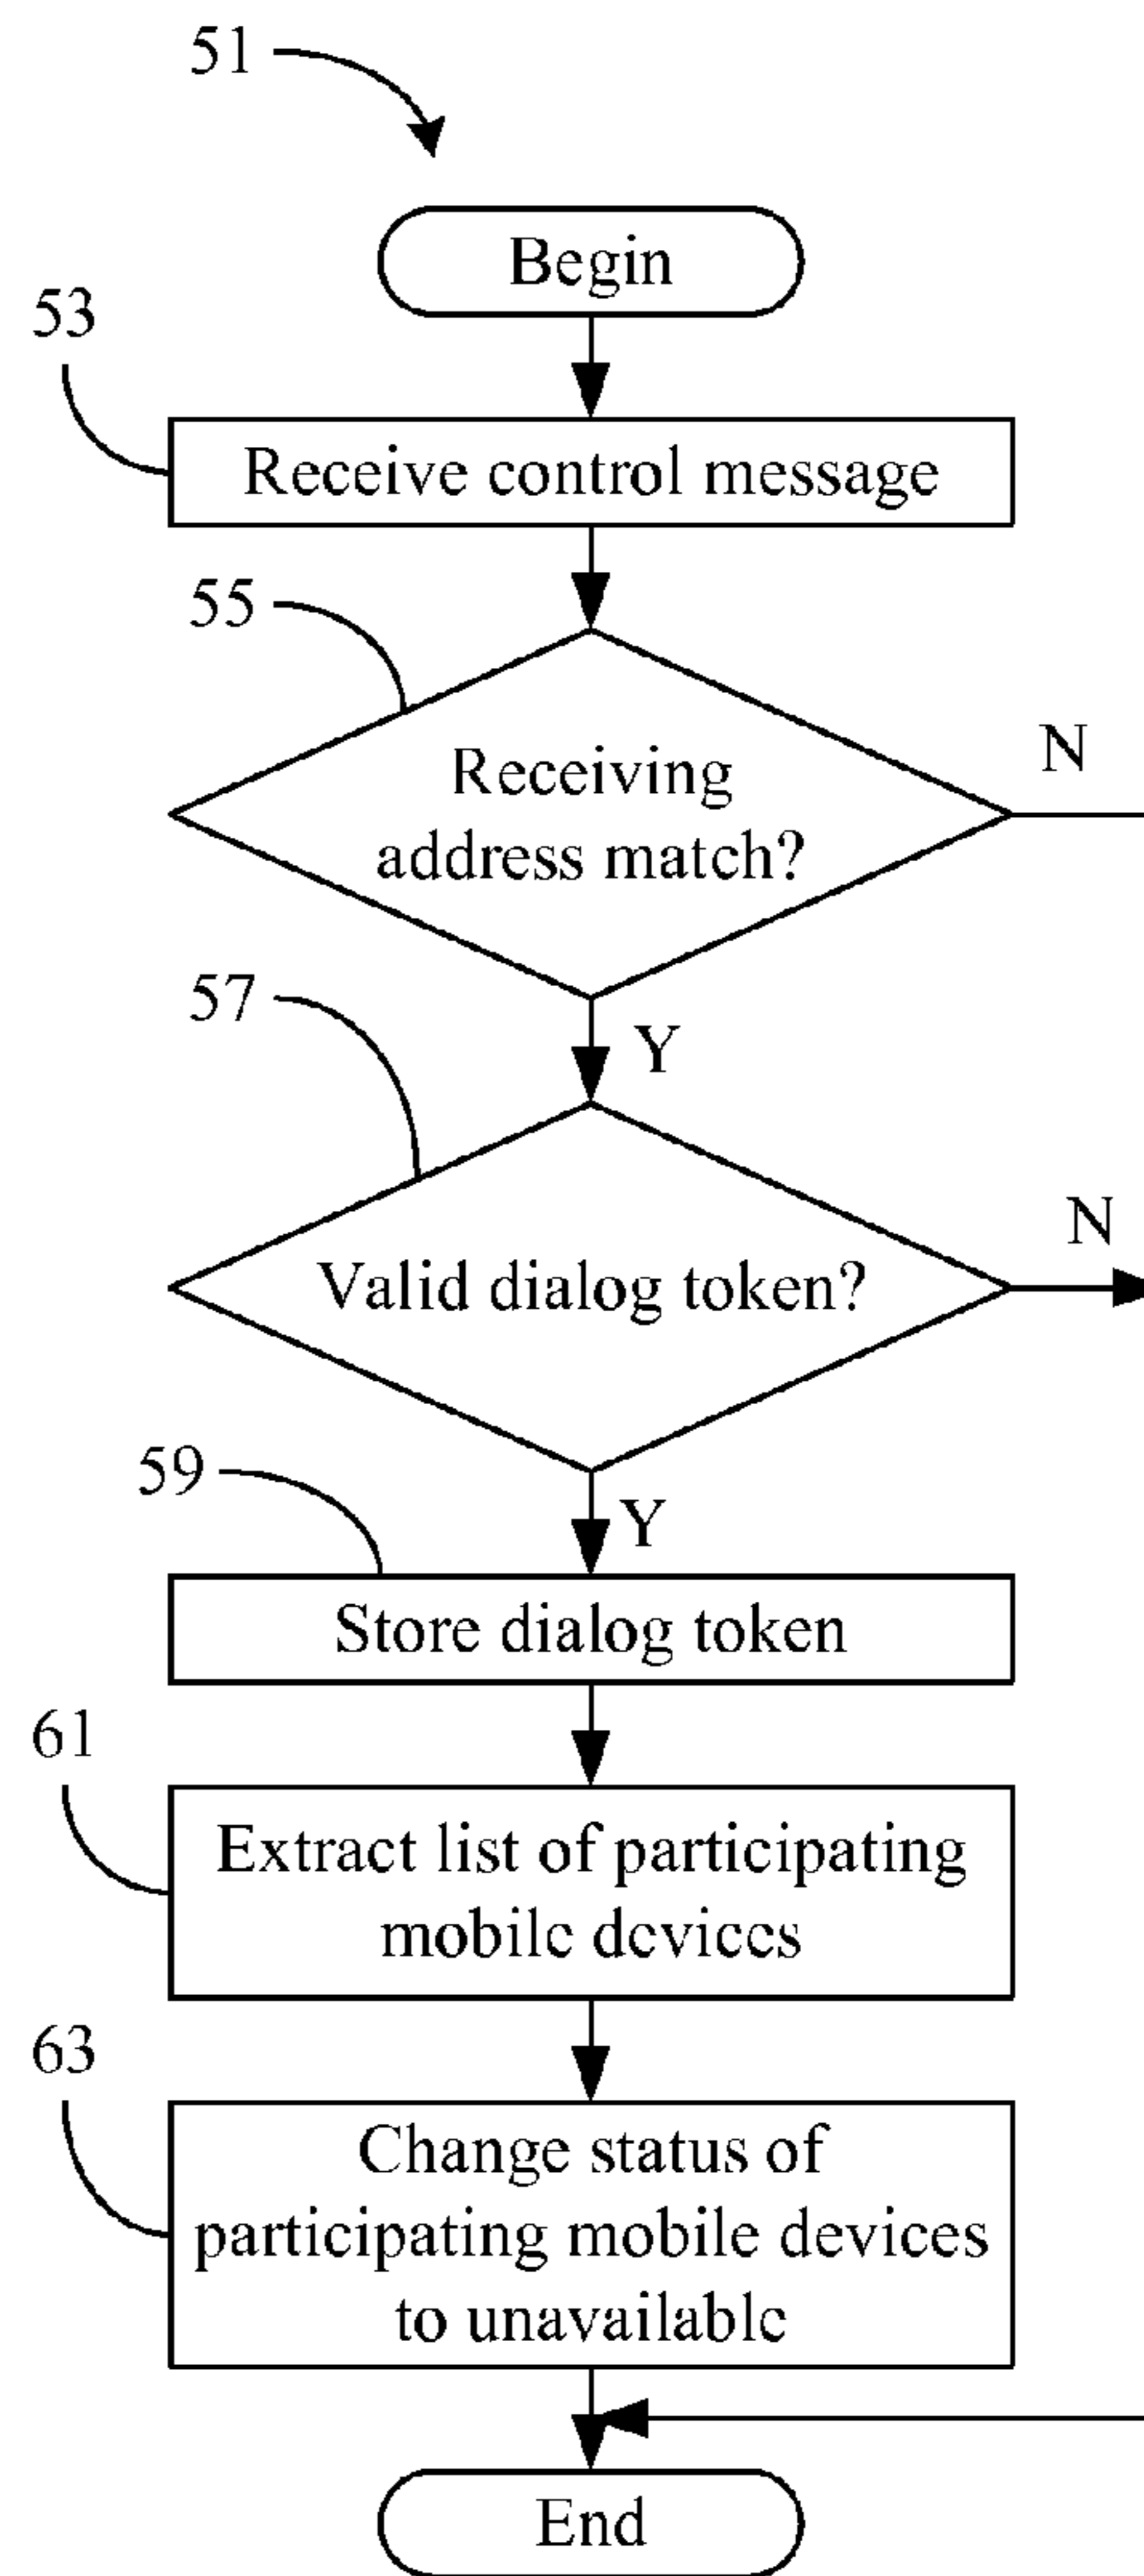 51
Begin
53
Receive control message
55
Receiving
address match?
N
57
Y
Valid dialog token?
N
59
Y
Store dialog token
61
Extract list of participating
mobile devices
63
Change status of
participating mobile devices
to unavailable
End